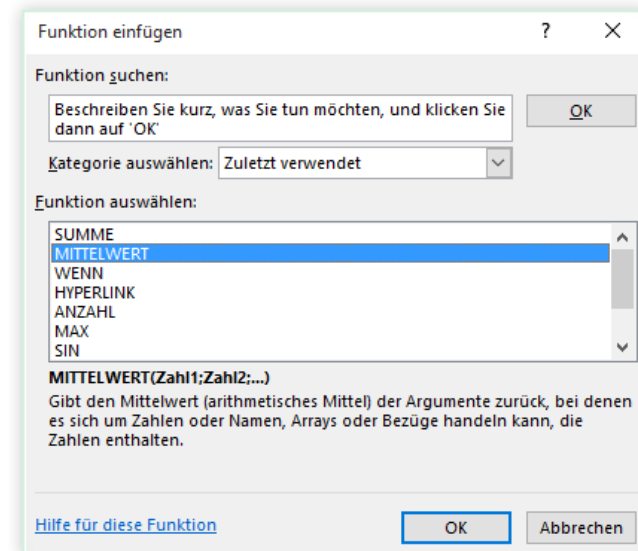 Funktion einfügen ?
Funktion suchen:
Beschreiben Sie kurz, was Sie tun möchten, und klicken Sie
dann auf 'OK'
OK
Kategorie auswählen: Zuletzt verwendet
Funktion auswählen:
SUMME
MITTELWERT
WENN
HYPERLINK
ANZAHL
MAX
SIN
MITTELWERT(Zahl1;Zahl2;...)
Gibt den Mittelwert (arithmetisches Mittel) der Argumente zurück, bei denen
es sich um Zahlen oder Namen, Arrays oder Bezüge handeln kann, die
Zahlen enthalten.
Hilfe für diese Funktion OK Abbrechen